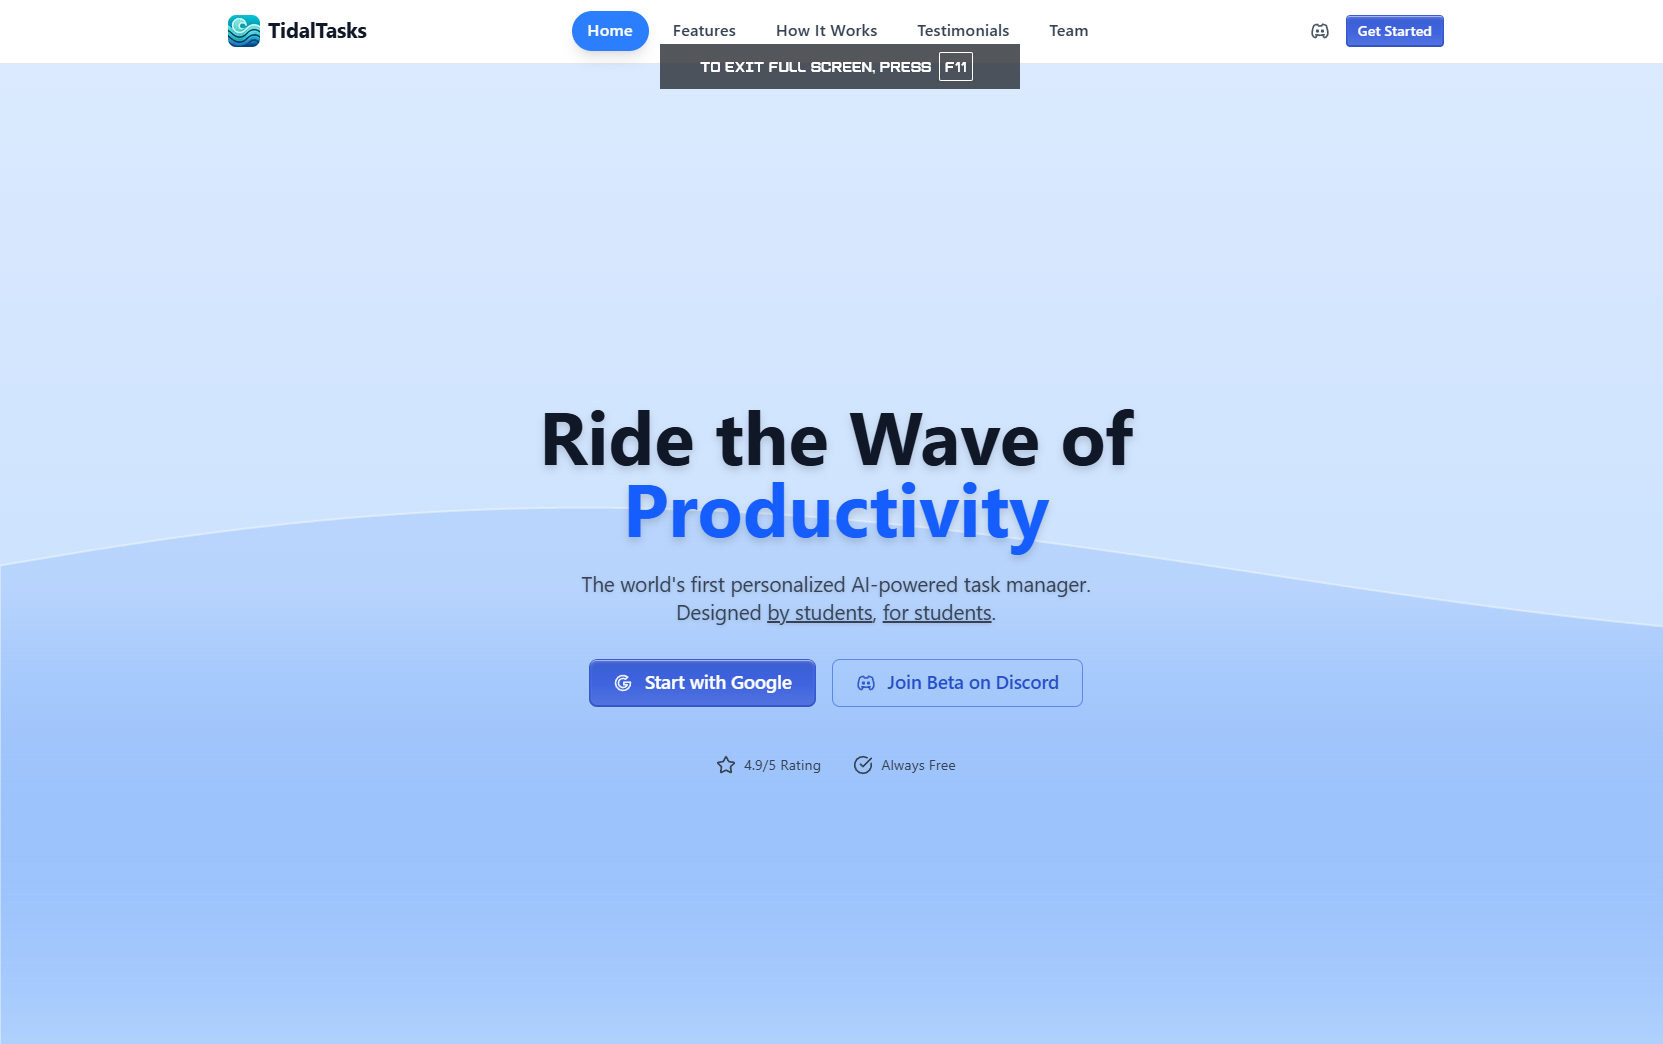 TidalTasks
Home Features How It Works Testimonials Team
Get Started
TO EXIT FULL SCREEN, PRESS F11
Ride the Wave of
Productivity
The world's first personalized AI-powered task manager.
Designed by students, for students.
Start with Google
Join Beta on Discord
4.9/5 Rating
Always Free